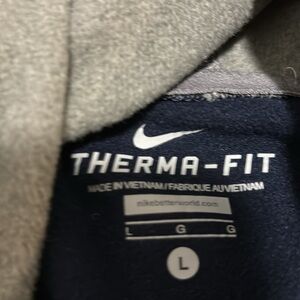 THERMA-FIT
MADE IN VIETNAM/FABRIQUE AU VIETNAM
nikebetterworld.com
L G G
L